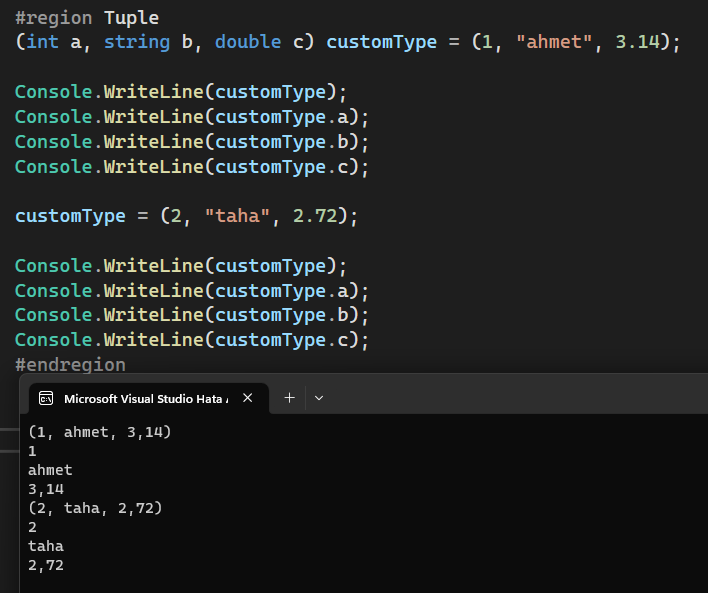 #region Tuple
(int a, string b, double c) customType = (1, "ahmet", 3.14);
Console.WriteLine(customType);
Console.WriteLine(customType.a);
Console.WriteLine(customType.b);
Console.WriteLine(customType.c);
customType = (2, "taha", 2.72);
Console.WriteLine(customType);
Console.WriteLine(customType.a);
Console.WriteLine(customType.b);
Console.WriteLine(customType.c);
#endregion
Microsoft Visual Studio Hata
(1, ahmet, 3,14)
1
ahmet
3,14
(2, taha, 2,72)
2
taha
2,72